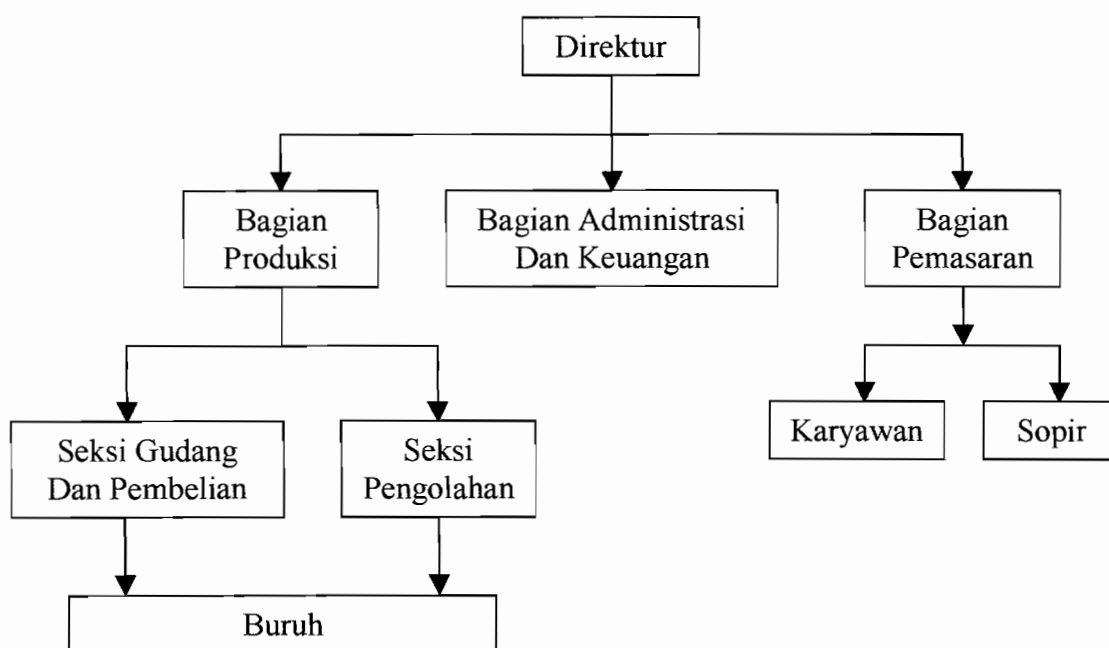 Direktur
Bagian
Produksi
Bagian Administrasi
Dan Keuangan
Bagian
Pemasaran
Seksi Gudang
Dan Pembelian
Seksi
Pengolahan
Karyawan
Sopir
Buruh